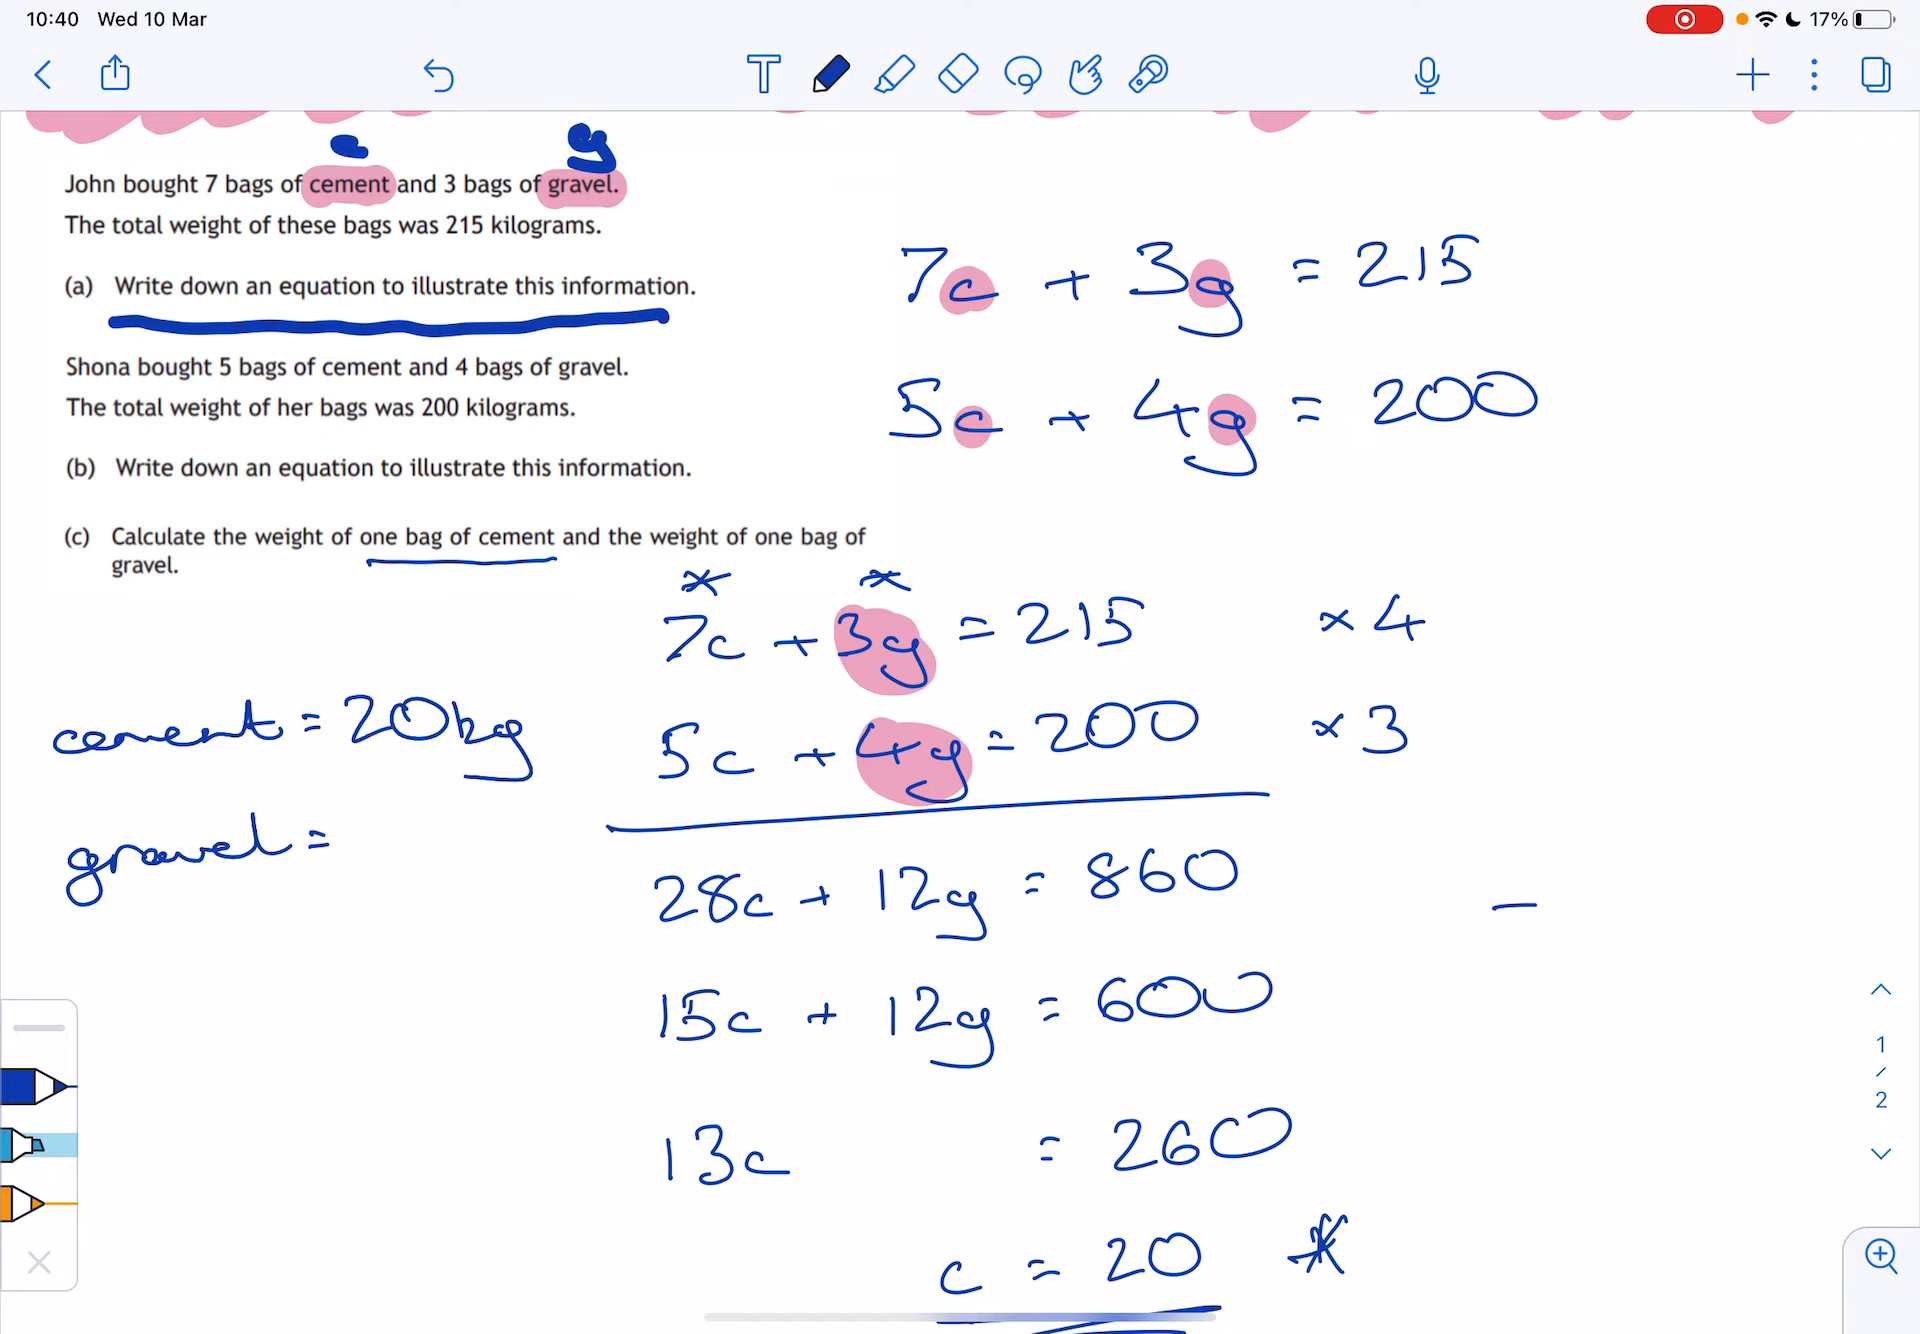 10:40 Wed 10 Mar
17%
T
c
g
John bought 7 bags of cement and 3 bags of gravel.
The total weight of these bags was 215 kilograms.
(a) Write down an equation to illustrate this information.
7c + 3g = 215
Shona bought 5 bags of cement and 4 bags of gravel.
The total weight of her bags was 200 kilograms.
5c + 4g = 200
(b) Write down an equation to illustrate this information.
(c) Calculate the weight of one bag of cement and the weight of one bag of
gravel.
* *
7c + 3g = 215 × 4
5c + 4g = 200 × 3
cement = 20kg
gravel =
28c + 12g = 860 −
15c + 12g = 600
13c = 260
c = 20 *
1
/
2